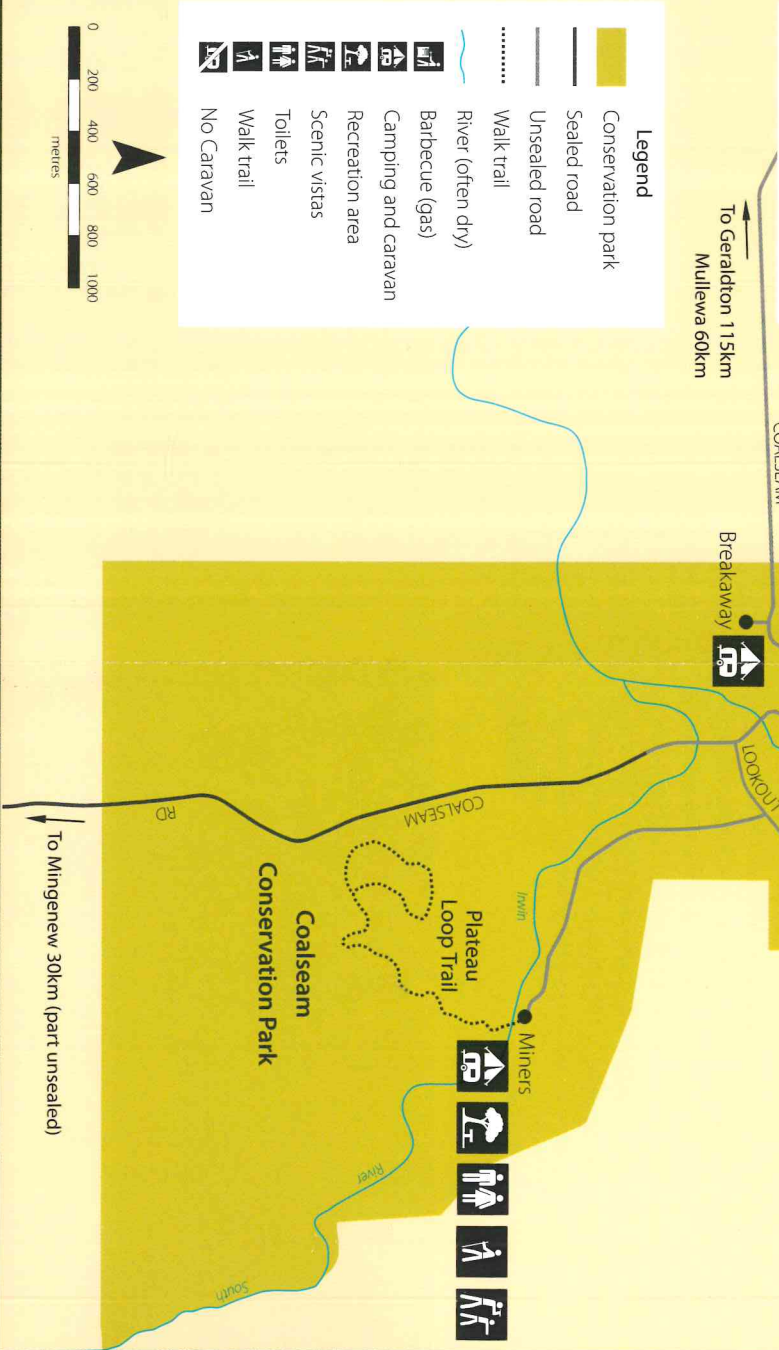 Legend
Conservation park
Sealed road
Unsealed road
Walk trail
River (often dry)
Barbecue (gas)
Camping and caravan
Recreation area
Scenic vistas
Toilets
Walk trail
No Caravan
0 200 400 600 800 1000
metres
To Geraldton 115km
Mullewa 60km
COALSEAM
Breakaway
LOOKOUT
COALSEAM
RD
Irwin
Plateau
Loop Trail
Miners
Coalseam
Conservation Park
River
South
To Mingenew 30km (part unsealed)